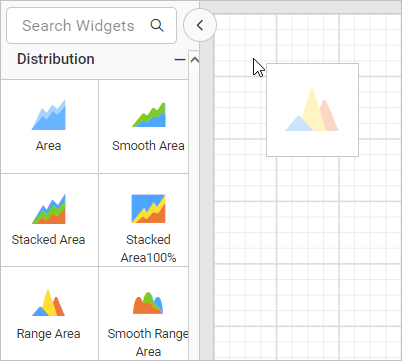 Search Widgets
Distribution
Area
Smooth Area
Stacked Area
Stacked
Area100%
Range Area
Smooth Range
Area